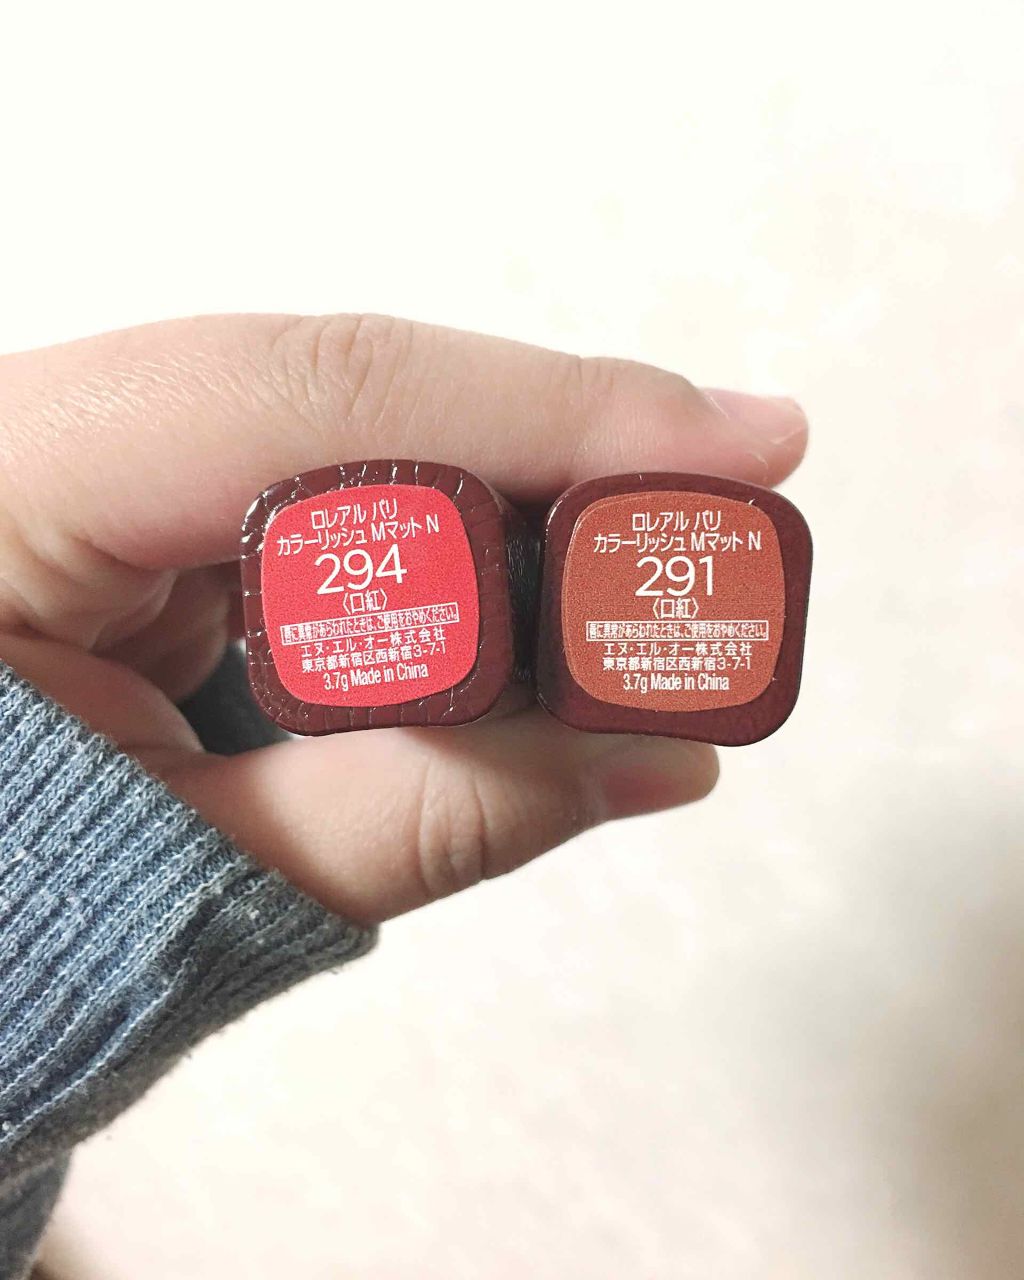 ロレアル パリ
カラーリッシュ Mマット N
294
〈口紅〉
唇に異常があらわれたときは、ご使用をおやめください。
エヌ・エル・オー株式会社
東京都新宿区西新宿3-7-1
3.7g Made in China
ロレアル パリ
カラーリッシュ Mマット N
291
〈口紅〉
唇に異常があらわれたときは、ご使用をおやめください。
エヌ・エル・オー株式会社
東京都新宿区西新宿3-7-1
3.7g Made in China